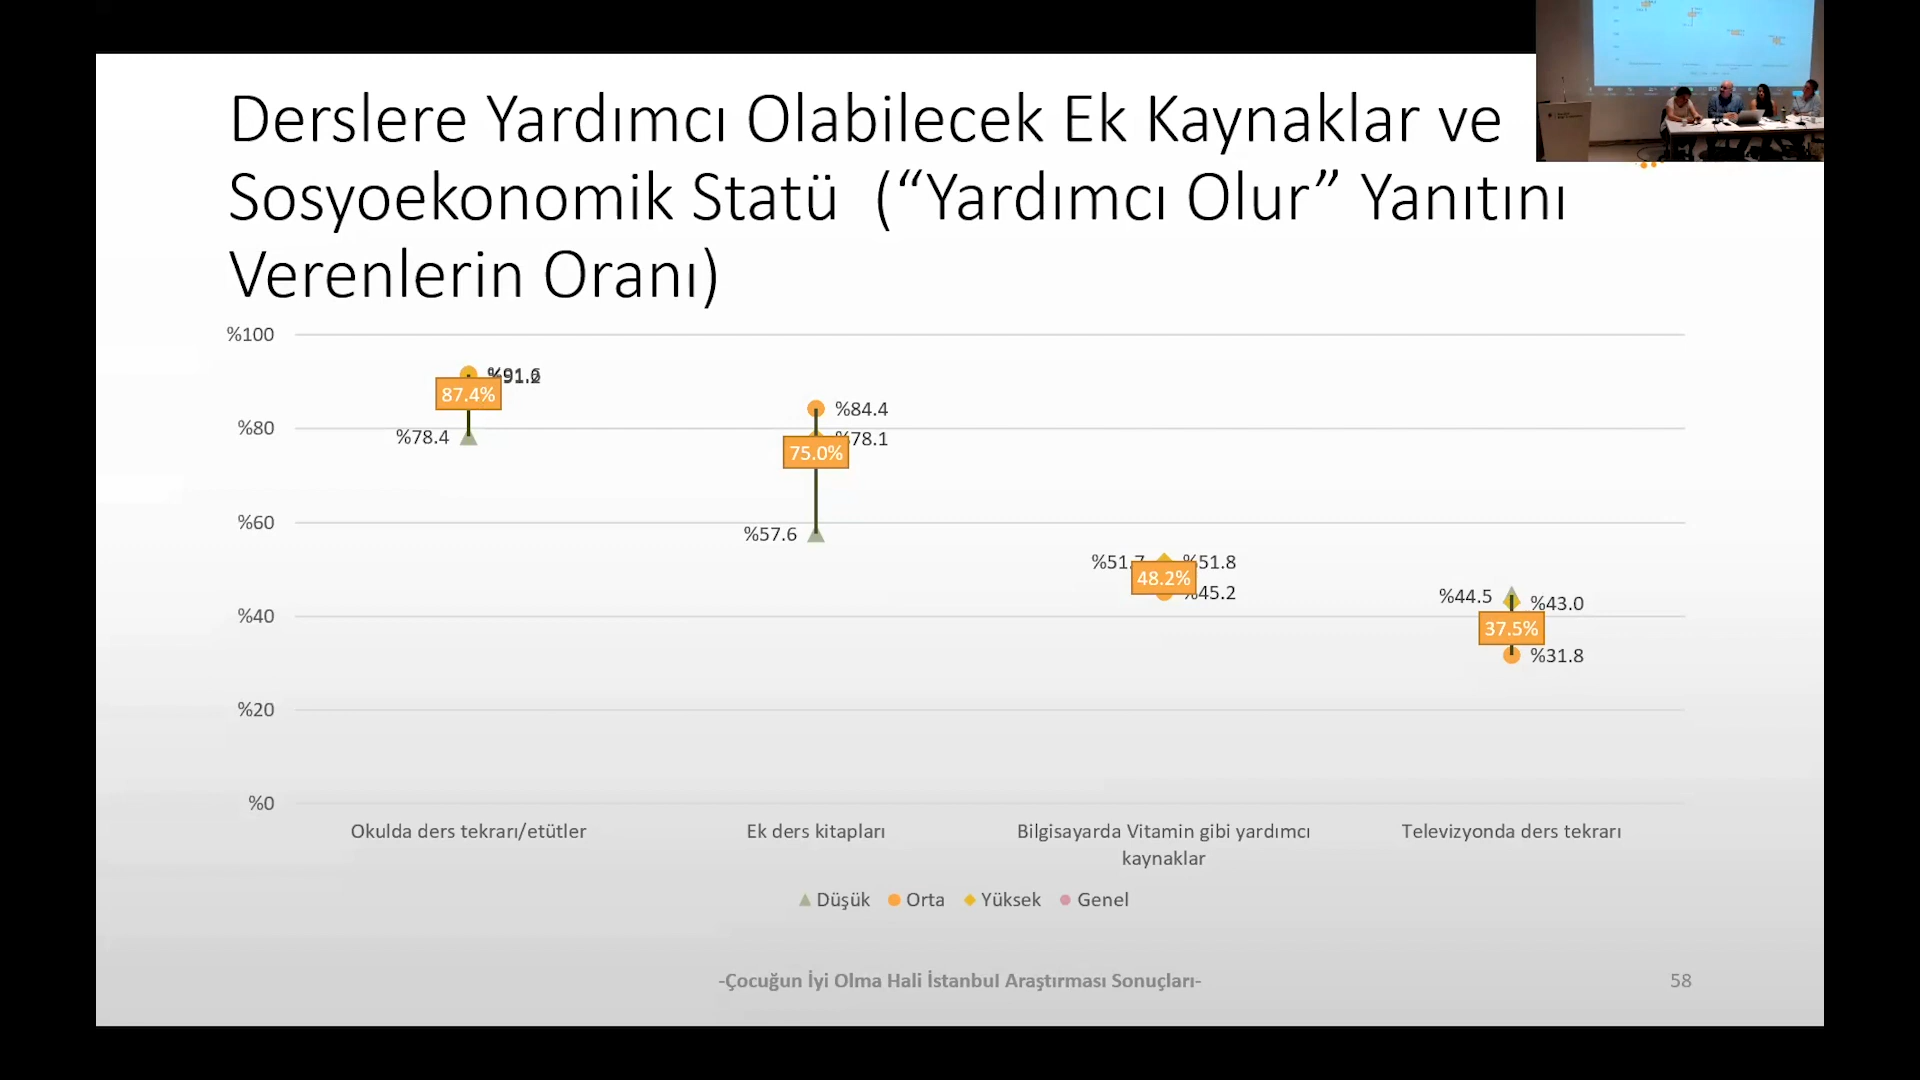 Derslere Yardımcı Olabilecek Ek Kaynaklar ve
Sosyoekonomik Statü (“Yardımcı Olur” Yanıtını
Verenlerin Oranı)
%100
%80
%60
%40
%20
%0
87.4%
%78.4
%84.4
%78.1
75.0%
%57.6
%51.7
%51.8
48.2%
%45.2
%44.5
%43.0
37.5%
%31.8
Okulda ders tekrarı/etütler
Ek ders kitapları
Bilgisayarda Vitamin gibi yardımcı
kaynaklar
Televizyonda ders tekrarı
Düşük Orta Yüksek Genel
-Çocuğun İyi Olma Hali İstanbul Araştırması Sonuçları-
58